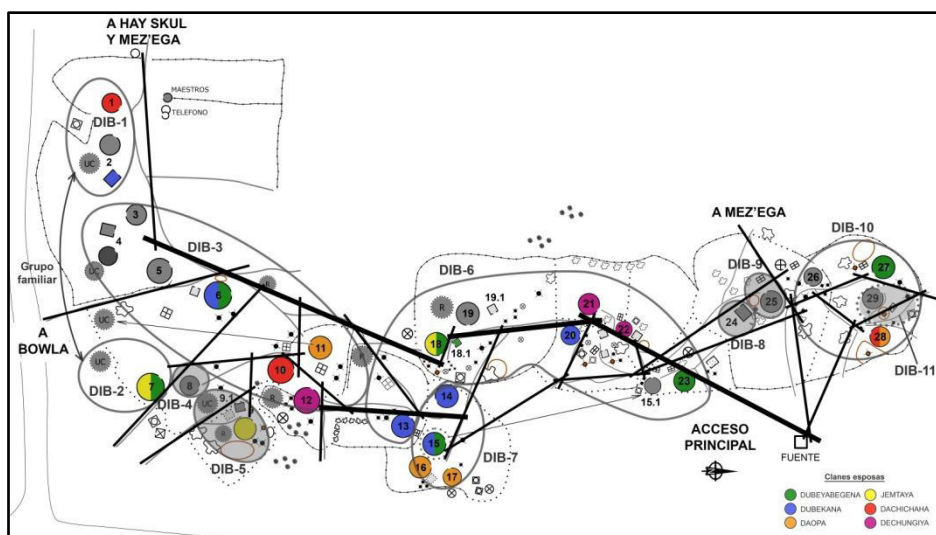 A HAY SKUL
Y MEZ'EGA
MAESTROS
TELEFONO
1
DIB-1
2
UC
3
4
5
UC
DIB-3
Grupo
familiar
6
R
A
BOWLA
UC
UC
DIB-2
7
DIB-4
8
UC
9.1
R
DIB-5
10
11
R
12
R
DIB-6
R
19
19.1
18
18.1
20
21
22
23
15.1
13
14
15
16
17
DIB-7
A MEZ'EGA
DIB-10
DIB-9
24
25
26
27
28
29
DIB-8
DIB-11
ACCESO
PRINCIPAL
FUENTE
Clanes esposas
DUBEYABEGENA
JEMTAYA
DUBEKANA
DACHICHAHA
DAOPA
DECHUNGIYA